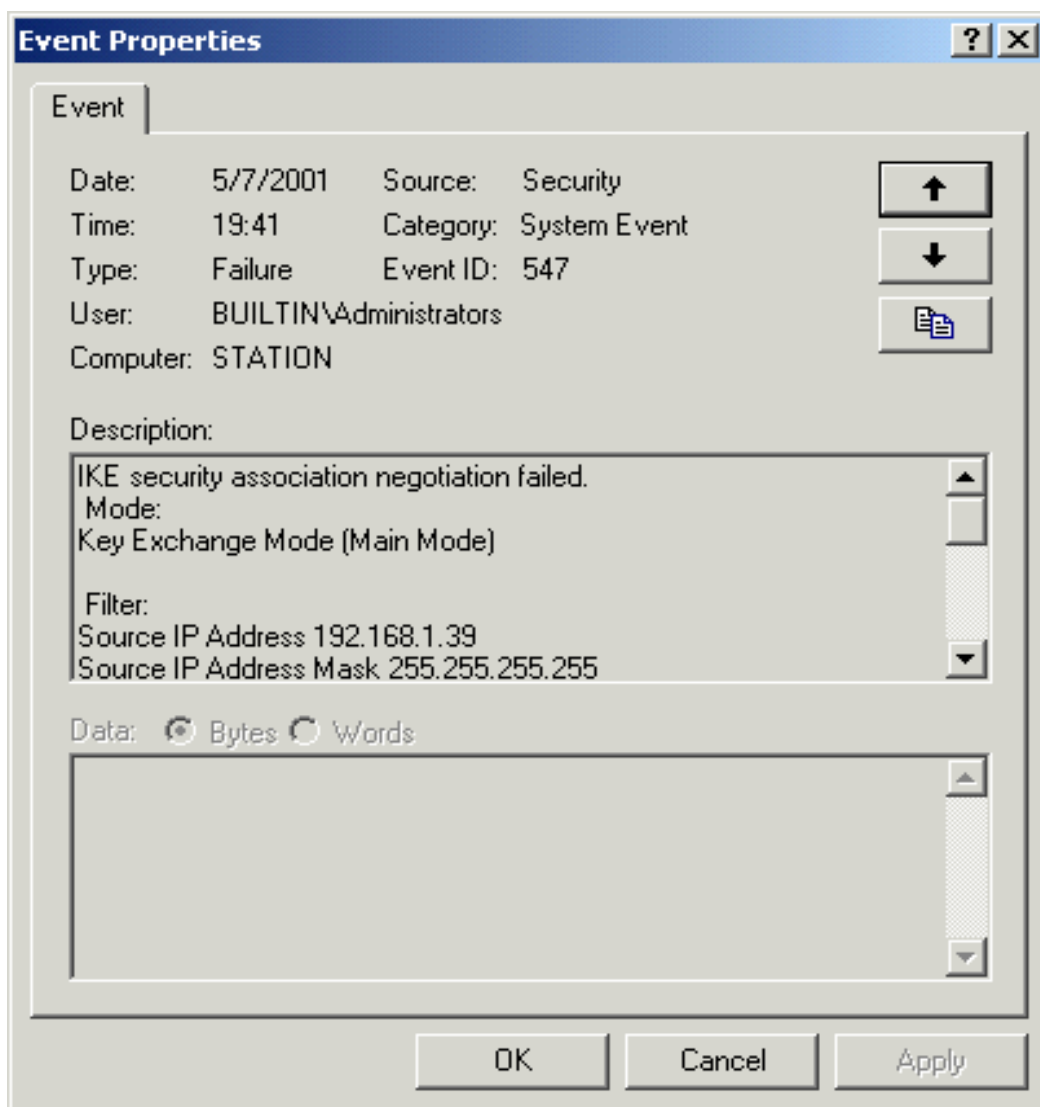 Event Properties
Event
Date: 5/7/2001 Source: Security
Time: 19:41 Category: System Event
Type: Failure Event ID: 547
User: BUILTIN\Administrators
Computer: STATION
Description:
IKE security association negotiation failed.
Mode:
Key Exchange Mode (Main Mode)
Filter:
Source IP Address 192.168.1.39
Source IP Address Mask 255.255.255.255
Data: Bytes Words
OK Cancel Apply